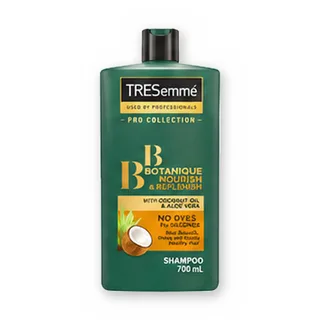 TRESemmé
USED BY PROFESSIONALS
PRO COLLECTION
B
B
BOTANIQUE
NOURISH
& REPLENISH
WITH COCONUT OIL
& ALOE VERA
NO DYES
SHAMPOO
700 mL